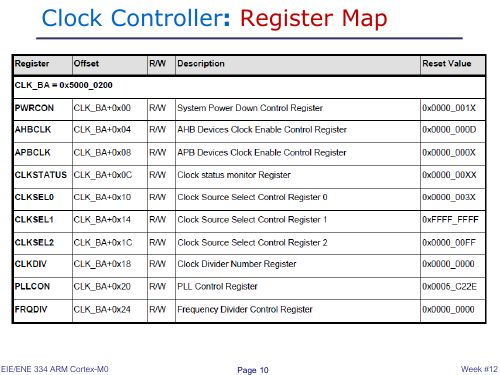 Clock Controller: Register Map
Register Offset R/W Description Reset Value
CLK_BA = 0x5000_0200
PWRCON CLK_BA+0x00 R/W System Power Down Control Register 0x0000_001X
AHBCLK CLK_BA+0x04 R/W AHB Devices Clock Enable Control Register 0x0000_000D
APBCLK CLK_BA+0x08 R/W APB Devices Clock Enable Control Register 0x0000_000X
CLKSTATUS CLK_BA+0x0C R/W Clock status monitor Register 0x0000_00XX
CLKSEL0 CLK_BA+0x10 R/W Clock Source Select Control Register 0 0x0000_003X
CLKSEL1 CLK_BA+0x14 R/W Clock Source Select Control Register 1 0xFFFF_FFFF
CLKSEL2 CLK_BA+0x1C R/W Clock Source Select Control Register 2 0x0000_00FF
CLKDIV CLK_BA+0x18 R/W Clock Divider Number Register 0x0000_0000
PLLCON CLK_BA+0x20 R/W PLL Control Register 0x0005_C22E
FRQDIV CLK_BA+0x24 R/W Frequency Divider Control Register 0x0000_0000
EIE/ENE 334 ARM Cortex-M0 Page 10 Week #12